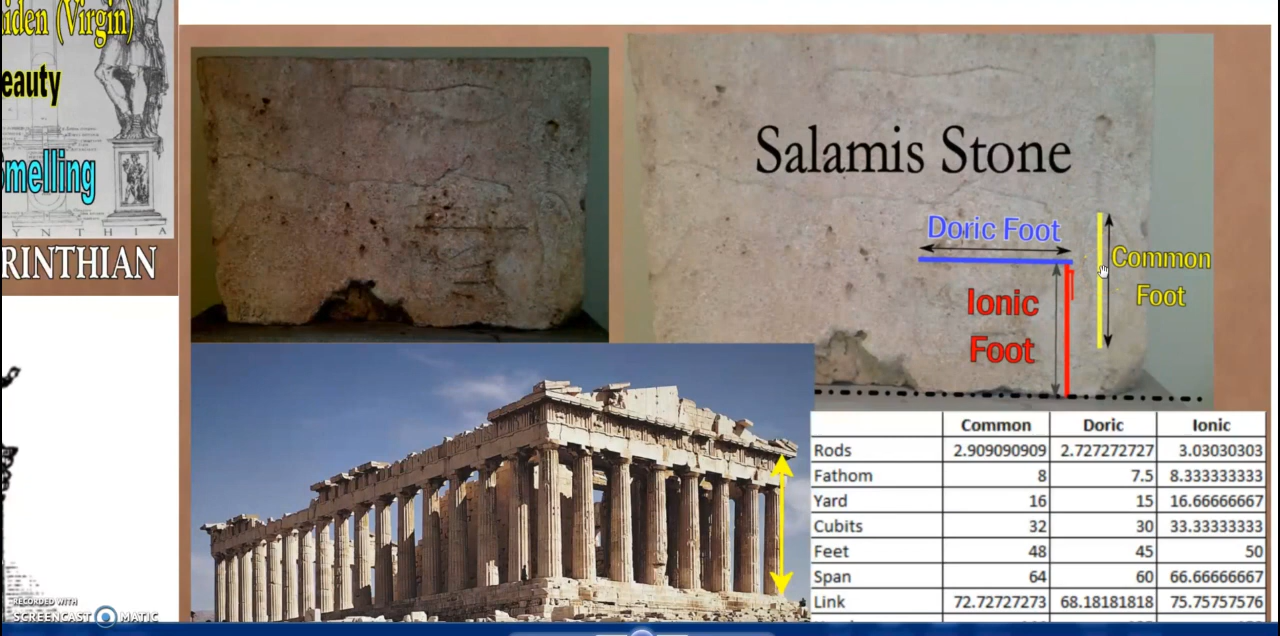 iden (Virgin)
eauty
Smelling
YNTHIA
RINTHIAN
Salamis Stone
Doric Foot
Common
Foot
Ionic
Foot
Common Doric Ionic
Rods 2.909090909 2.727272727 3.03030303
Fathom 8 7.5 8.333333333
Yard 16 15 16.66666667
Cubits 32 30 33.33333333
Feet 48 45 50
Span 64 60 66.66666667
Link 72.72727273 68.18181818 75.75757576
RECORDED WITH
SCREENCAST MATIC